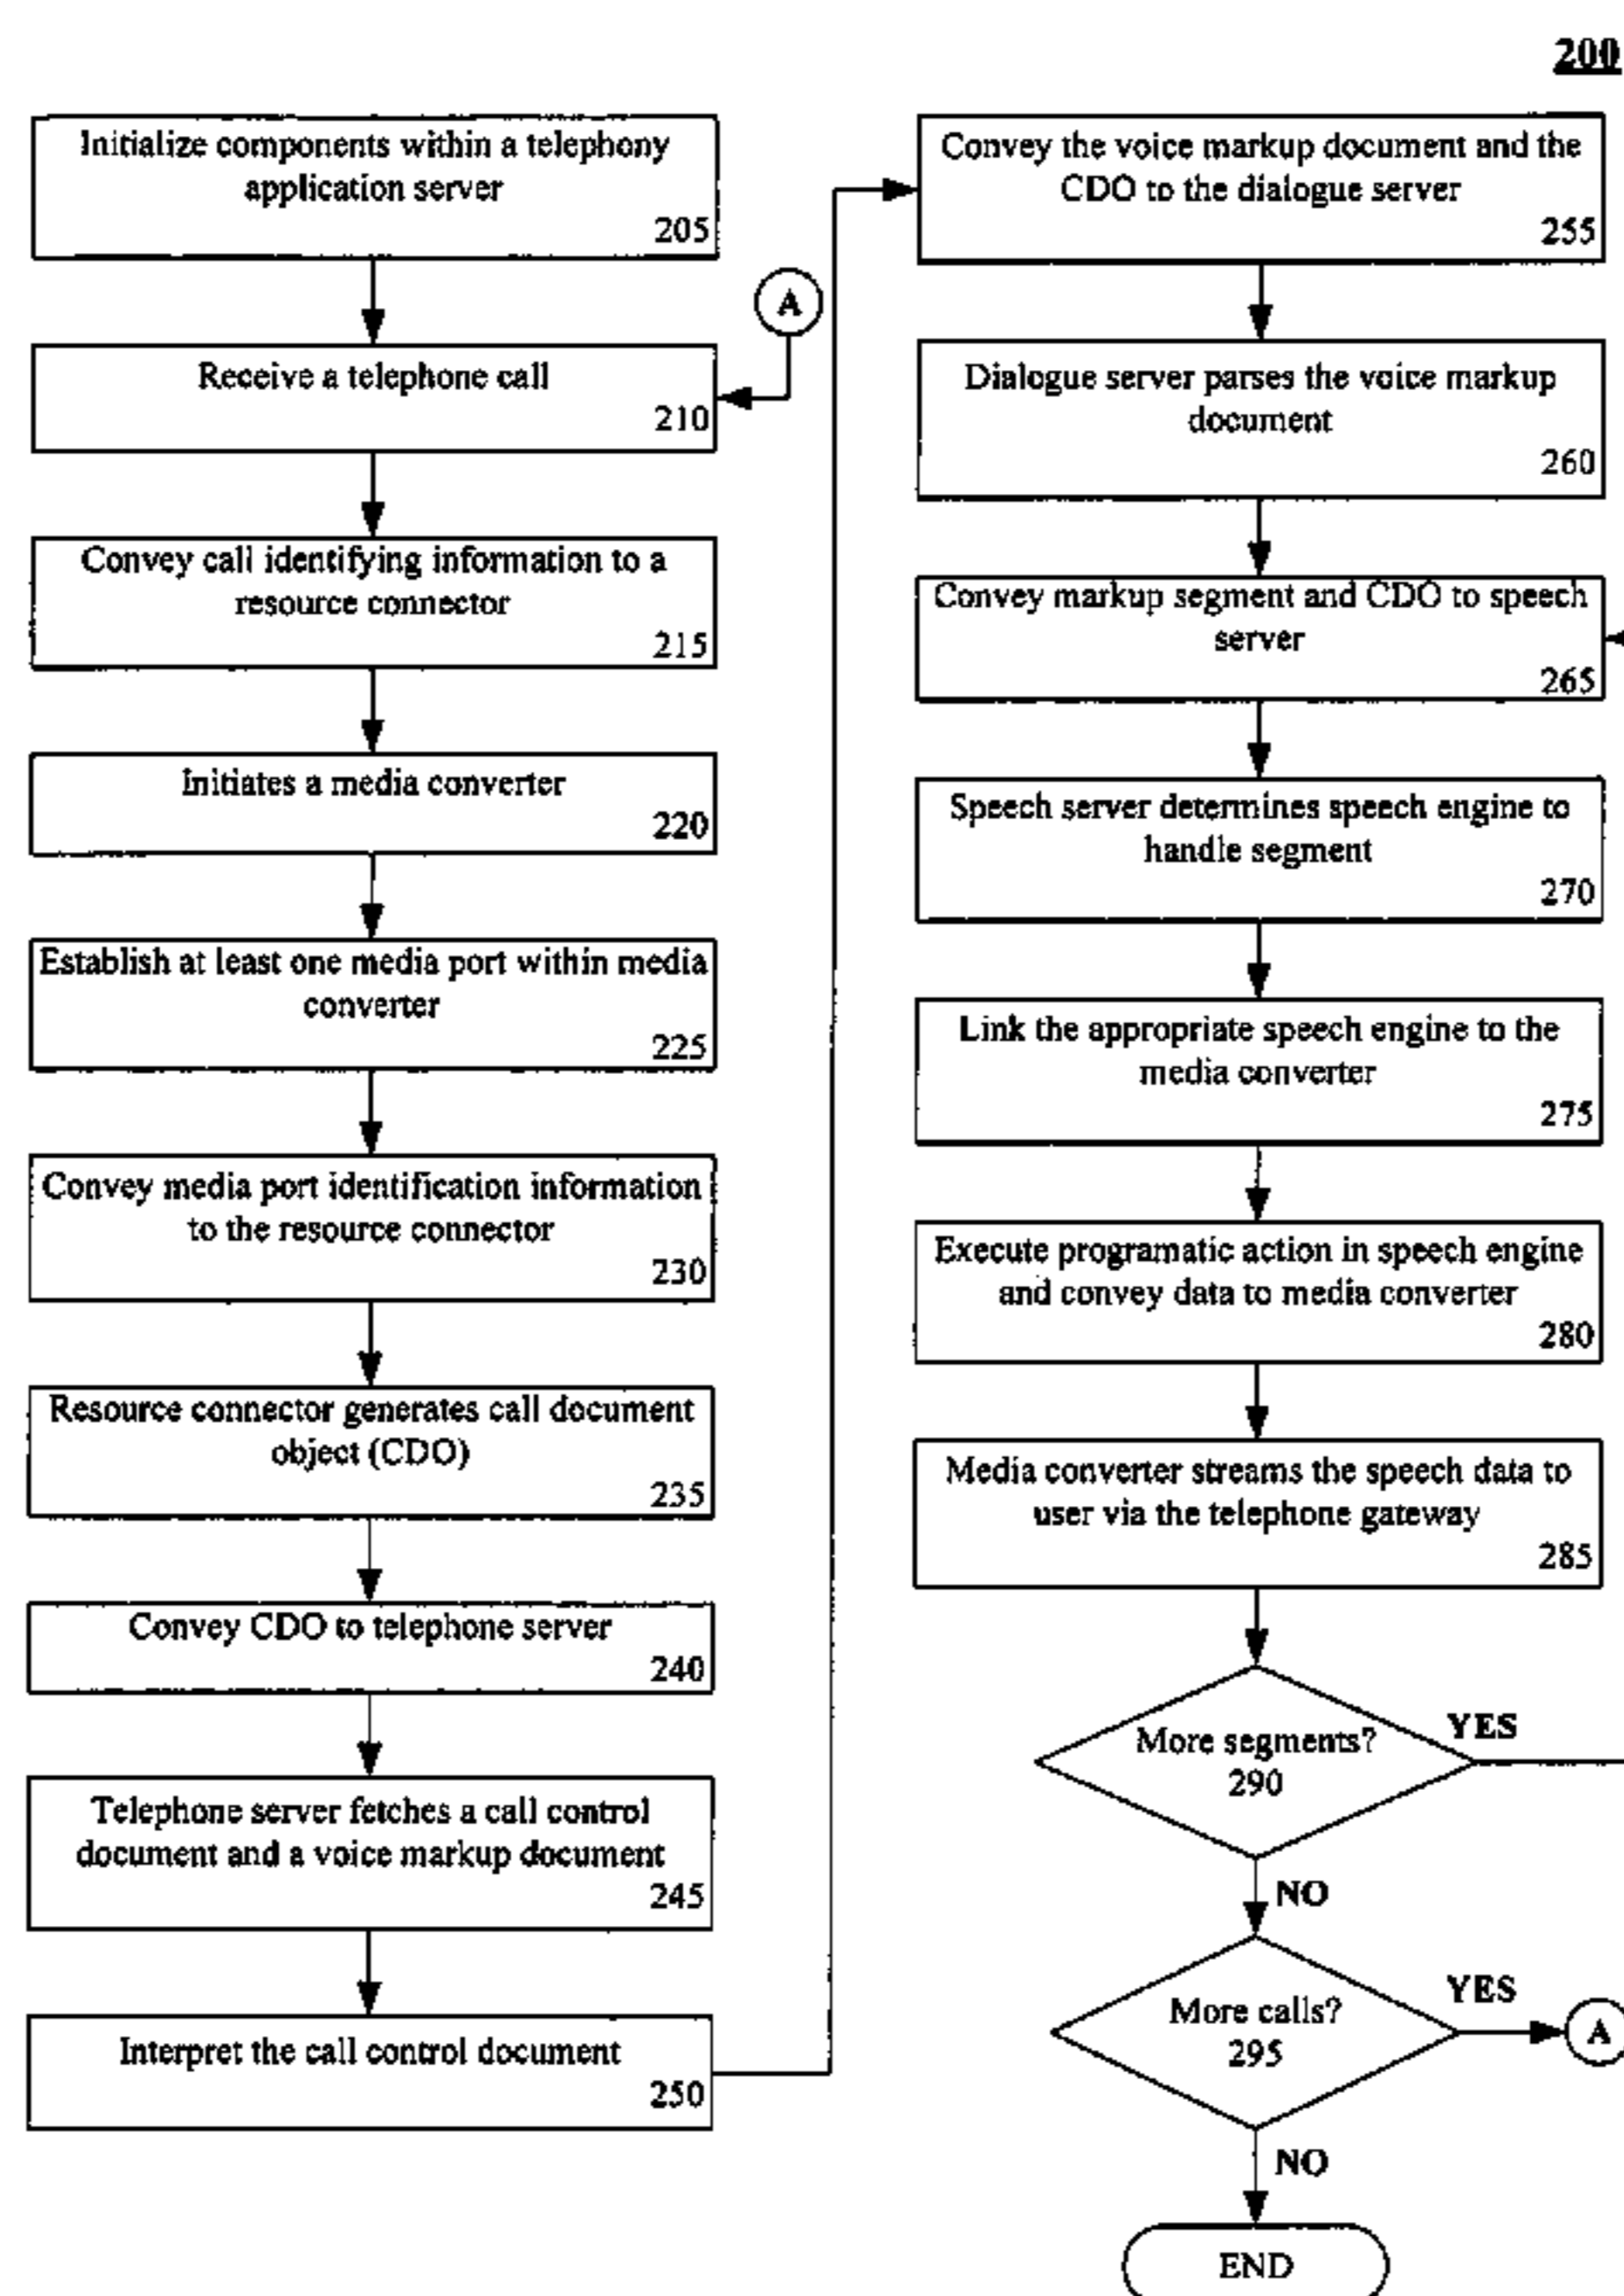 200
Initialize components within a telephony
application server
205
A
Receive a telephone call
210
Convey call identifying information to a
resource connector
215
Initiates a media converter
220
Establish at least one media port within media
converter
225
Convey media port identification information
to the resource connector
230
Resource connector generates call document
object (CDO)
235
Convey CDO to telephone server
240
Telephone server fetches a call control
document and a voice markup document
245
Interpret the call control document
250
Convey the voice markup document and the
CDO to the dialogue server
255
Dialogue server parses the voice markup
document
260
Convey markup segment and CDO to speech
server
265
Speech server determines speech engine to
handle segment
270
Link the appropriate speech engine to the
media converter
275
Execute programatic action in speech engine
and convey data to media converter
280
Media converter streams the speech data to
user via the telephone gateway
285
More segments?
290
YES
NO
More calls?
295
YES
A
NO
END